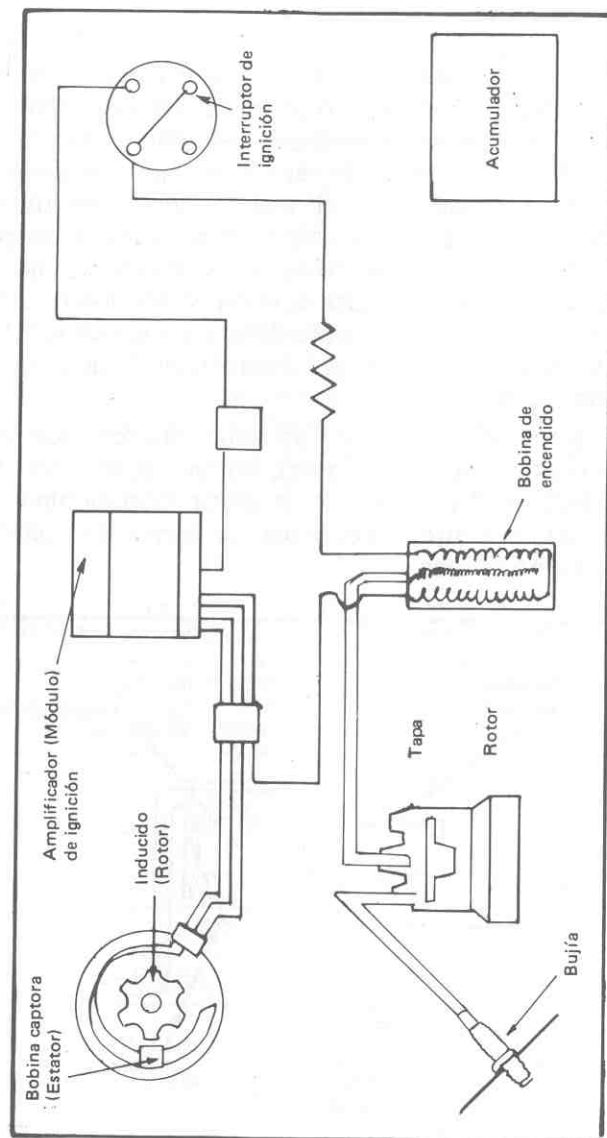 Bobina captora
(Estator)
Inducido
(Rotor)
Amplificador (Módulo)
de ignición
Interruptor de
ignición
Bujía
Tapa
Rotor
Bobina de
encendido
Acumulador